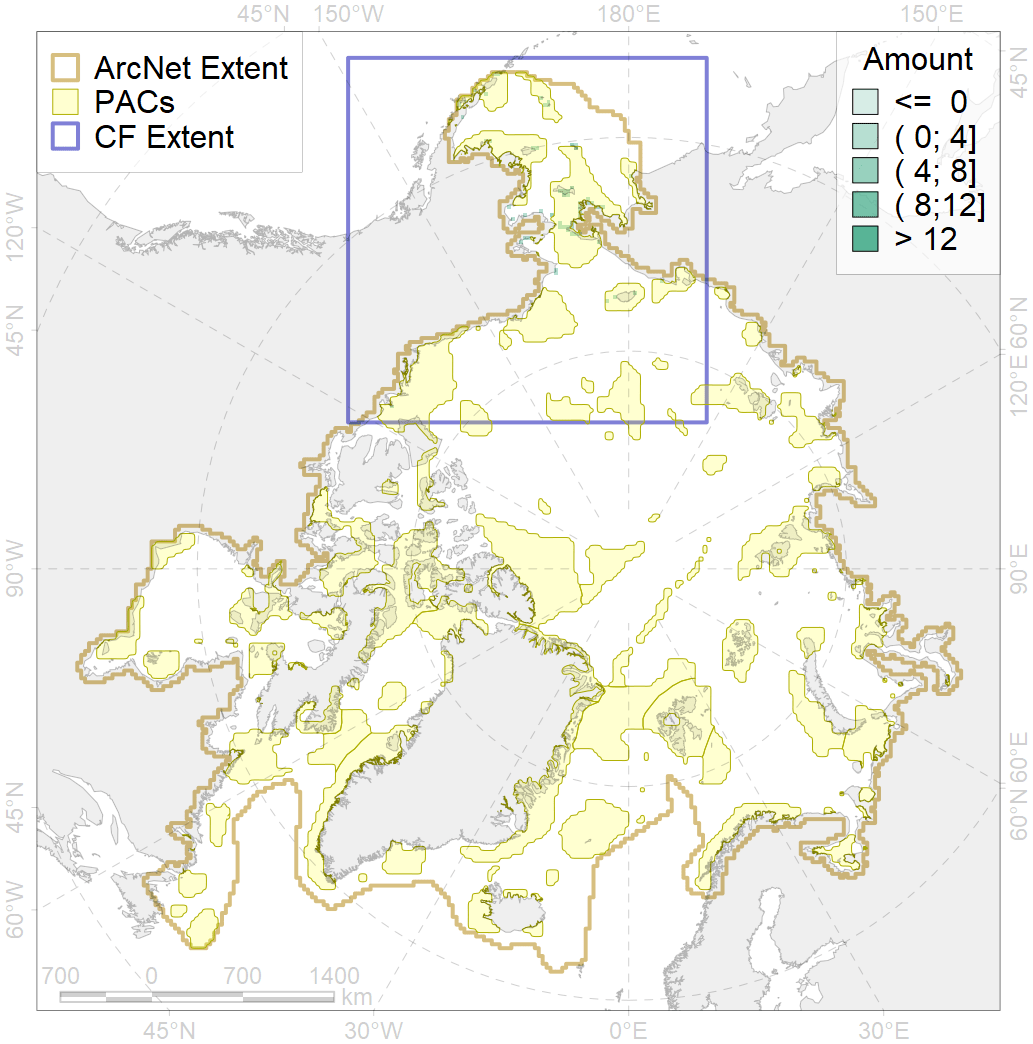 45°N 150°W 180°E 150°E
ArcNet Extent
PACs
CF Extent
Amount
<= 0
( 0; 4]
( 4; 8]
( 8;12]
> 12
45°N
120°W
45°N
60°N
120°E
90°W
90°E
45°N
60°E
60°N
60°W
700 0 700 1400
km
45°N 30°W 0°E 30°E